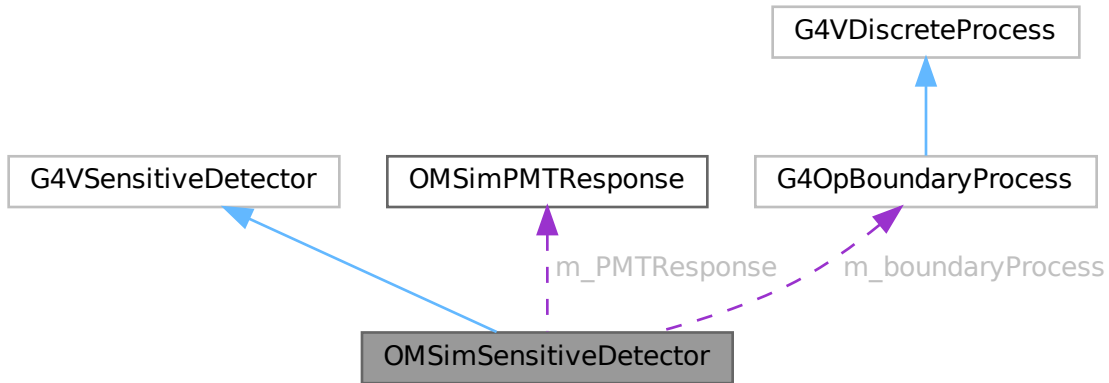 G4VDiscreteProcess
G4VSensitiveDetector
OMSimPMTResponse
G4OpBoundaryProcess
m_PMTResponse
m_boundaryProcess
OMSimSensitiveDetector